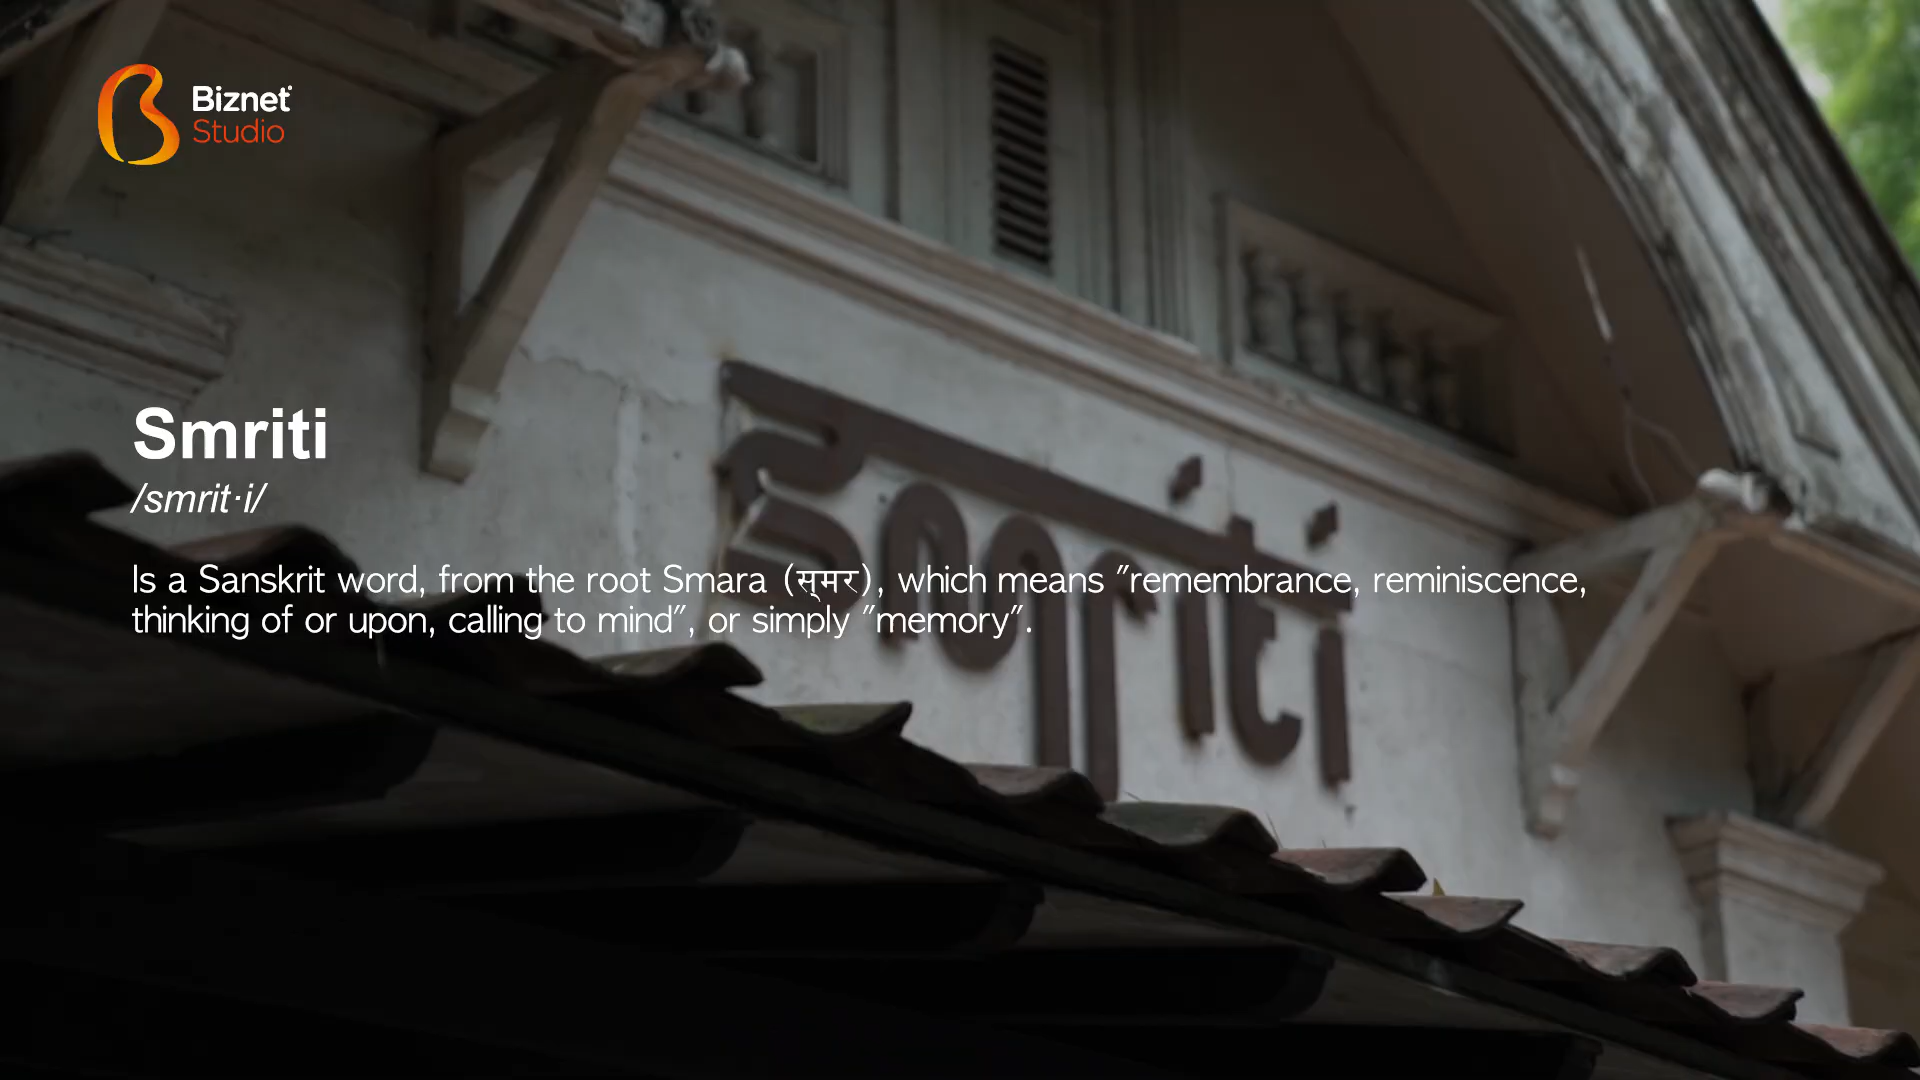 Biznet
Studio
Smriti
/smrit·i/
Is a Sanskrit word, from the root Smara (स्‌मर), which means "remembrance, reminiscence,
thinking of or upon, calling to mind", or simply "memory".
Smriti